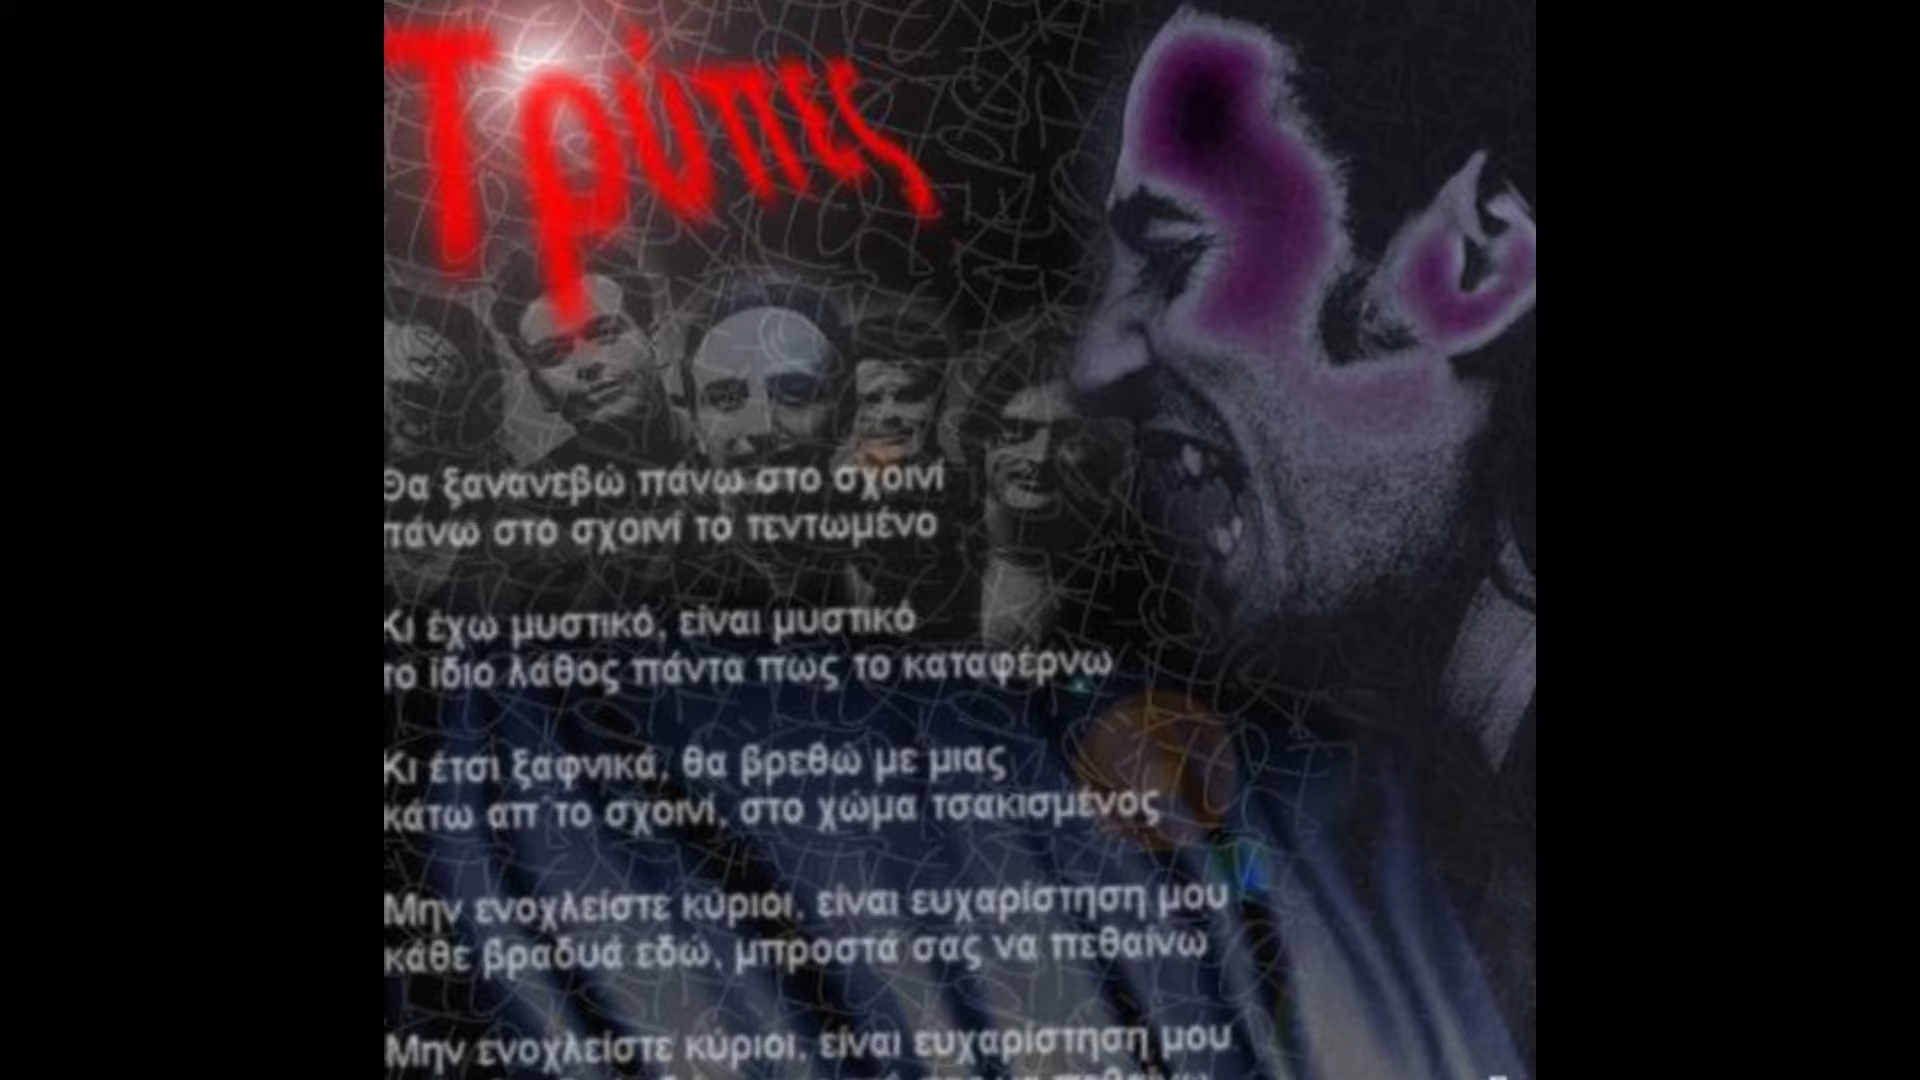 Τρύπες
Θα ξανανεβώ πάνω στο σχοινί
πάνω στο σχοινί το τεντωμένο
Κι έχω μυστικό, είναι μυστικό
το ίδιο λάθος πάντα πως το καταφέρνω
Κι έτσι ξαφνικά, θα βρεθώ με μιας
κάτω απ΄το σχοινί, στο χώμα τσακισμένος
Μην ενοχλείστε κύριοι, είναι ευχαρίστηση μου
κάθε βραδυά εδώ, μπροστά σας να πεθαίνω
Μην ενοχλείστε κύριοι, είναι ευχαρίστηση μου